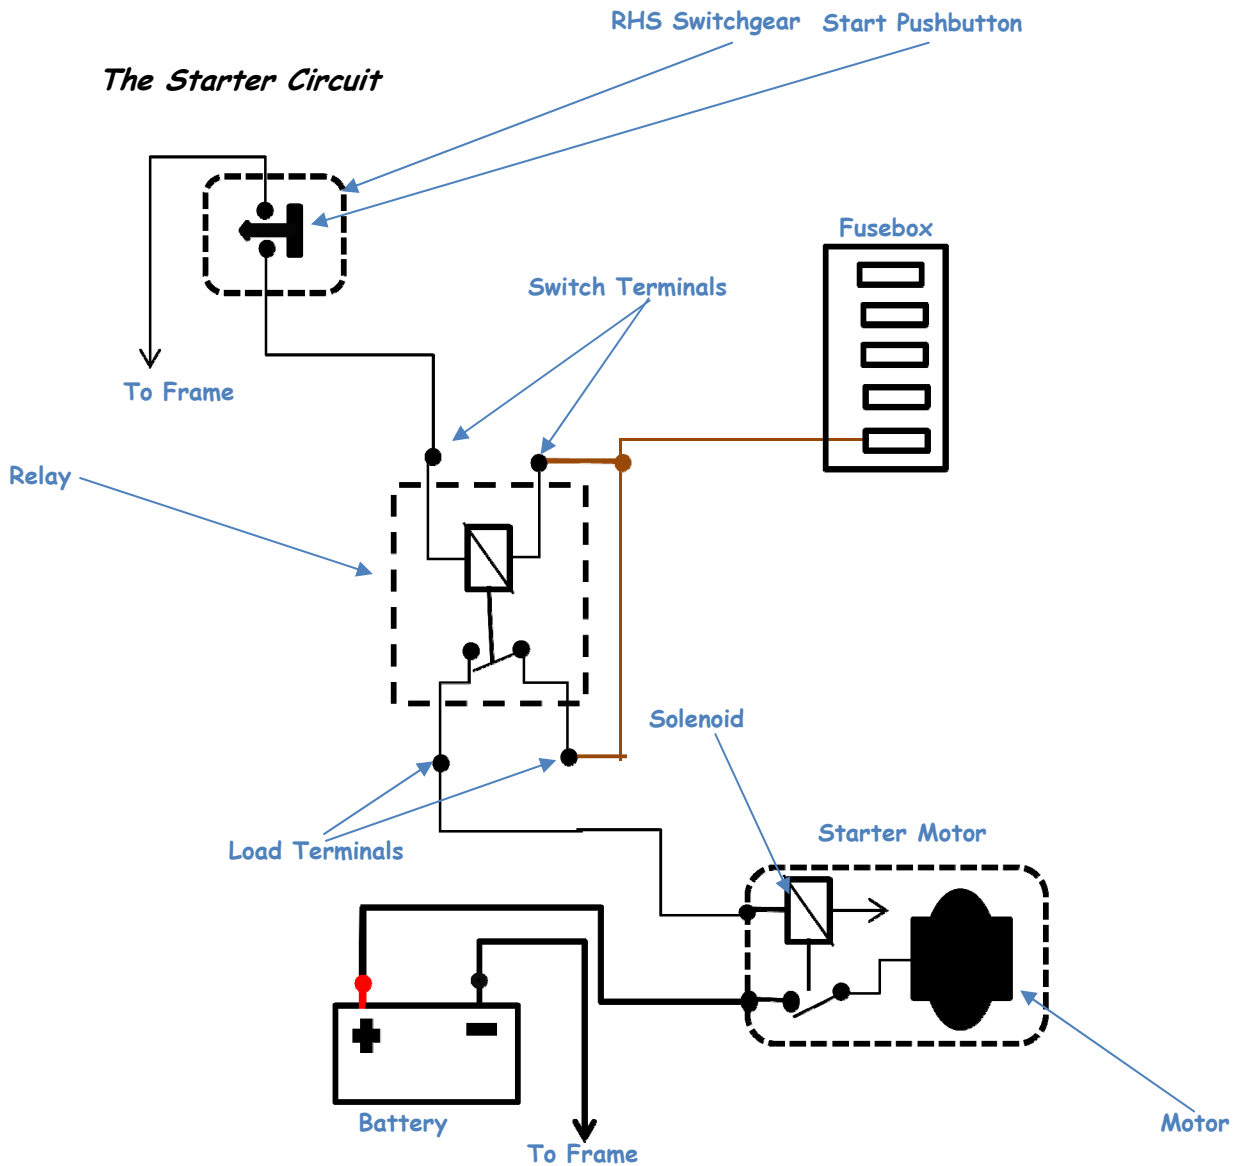 RHS Switchgear
Start Pushbutton
The Starter Circuit
Fusebox
Switch Terminals
To Frame
Relay
Solenoid
Starter Motor
Load Terminals
Battery
Motor
To Frame